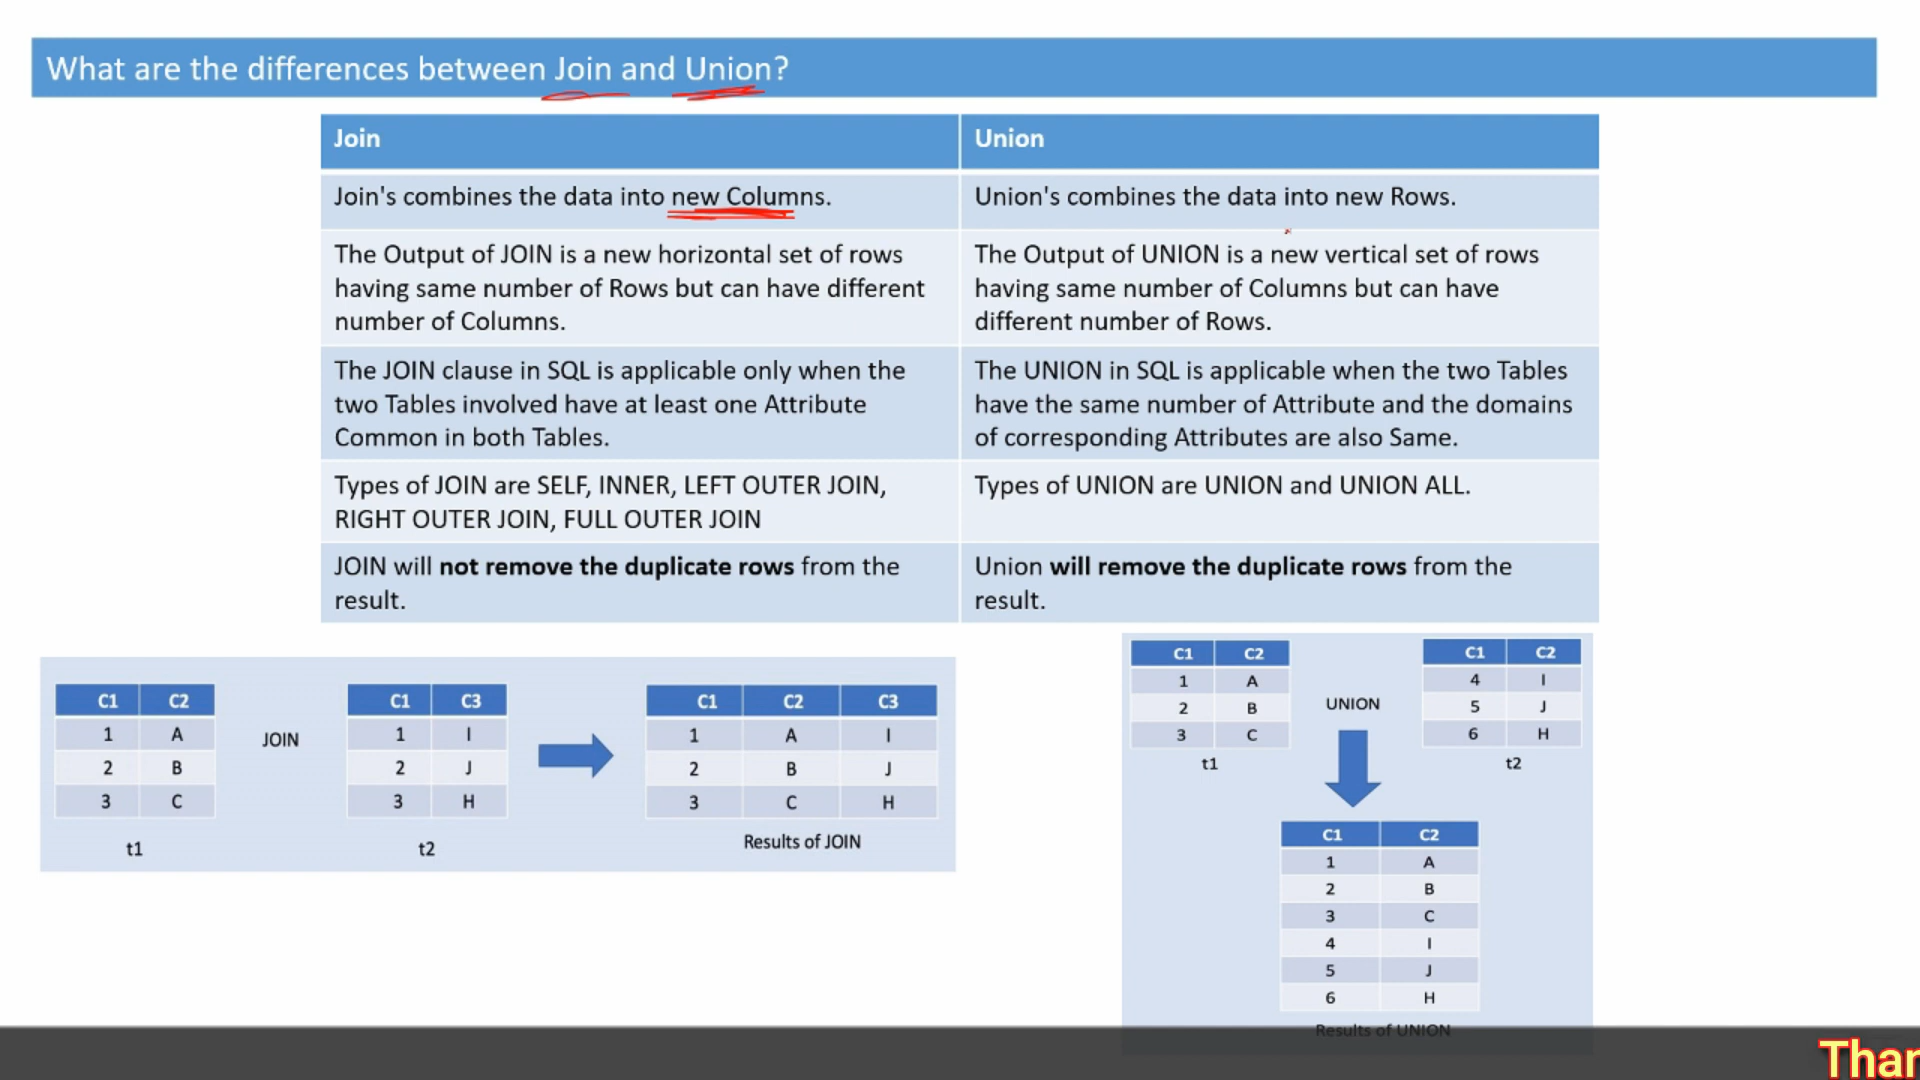 What are the differences between Join and Union?
Join Union
Join's combines the data into new Columns. Union's combines the data into new Rows.
The Output of JOIN is a new horizontal set of rows
having same number of Rows but can have different
number of Columns.
The Output of UNION is a new vertical set of rows
having same number of Columns but can have
different number of Rows.
The JOIN clause in SQL is applicable only when the
two Tables involved have at least one Attribute
Common in both Tables.
The UNION in SQL is applicable when the two Tables
have the same number of Attribute and the domains
of corresponding Attributes are also Same.
Types of JOIN are SELF, INNER, LEFT OUTER JOIN,
RIGHT OUTER JOIN, FULL OUTER JOIN
Types of UNION are UNION and UNION ALL.
JOIN will not remove the duplicate rows from the
result.
Union will remove the duplicate rows from the
result.
C1 C2
1 A
2 B
3 C
t1
JOIN
C1 C3
1 I
2 J
3 H
t2
C1 C2 C3
1 A I
2 B J
3 C H
Results of JOIN
C1 C2
1 A
2 B
3 C
t1
UNION
C1 C2
4 I
5 J
6 H
t2
C1 C2
1 A
2 B
3 C
4 I
5 J
6 H
Results of UNION
Than